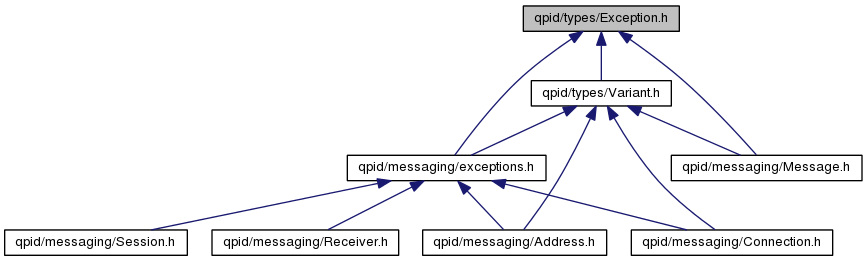 qpid/types/Exception.h
qpid/types/Variant.h
qpid/messaging/exceptions.h
qpid/messaging/Message.h
qpid/messaging/Session.h
qpid/messaging/Receiver.h
qpid/messaging/Address.h
qpid/messaging/Connection.h